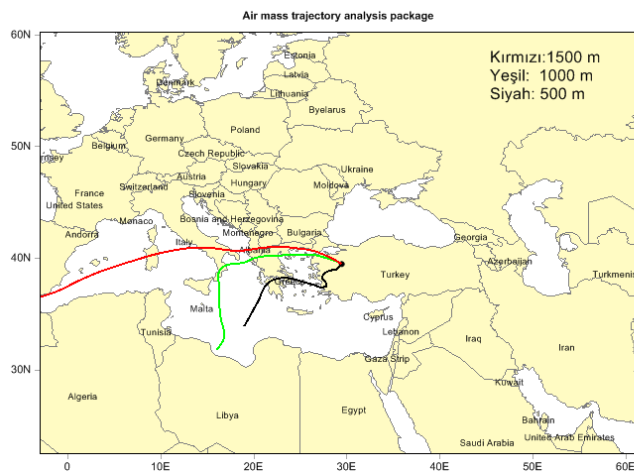 Air mass trajectory analysis package
60N
Kırmızı:1500 m
Yeşil: 1000 m
Siyah: 500 m
Estonia
Latvia
Denmark
Lithuania
Byelarus
50N
Poland
Germany
Belgium
Czech Republic
Ukraine
Slovakia
Austria
France
Switzerland
Hungary
Moldova
Slovenia
United States
Monaco
Bosnia and Herzegovina
Andorra
Italy
Montenegro
Bulgaria
Georgia
Albania
40N
Azerbaijan
Turkey
Turkmenis
Greece
Malta
Cyprus
Tunisia
Lebanon
Iraq
Iran
Gaza Strip
30N
Kuwait
Algeria
Libya
Egypt
Bahrain
United Arab Emirates
Saudi Arabia
0
10E
20E
30E
40E
50E
60E